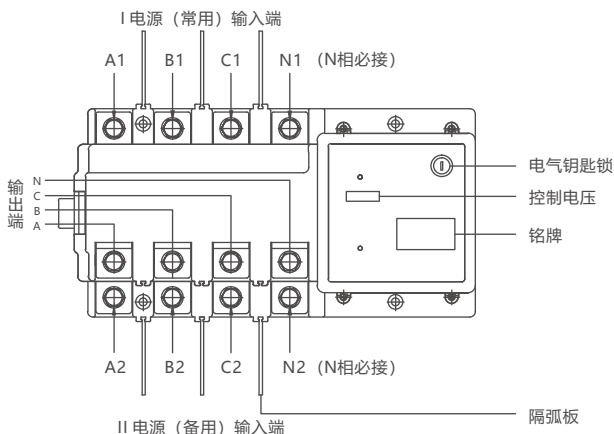 I 电源（常用）输入端
A1 B1 C1 N1 (N相必接)
电气钥匙锁
控制电压
铭牌
输出端
N
C
B
A
A2 B2 C2 N2 (N相必接)
隔弧板
II 电源（备用）输入端